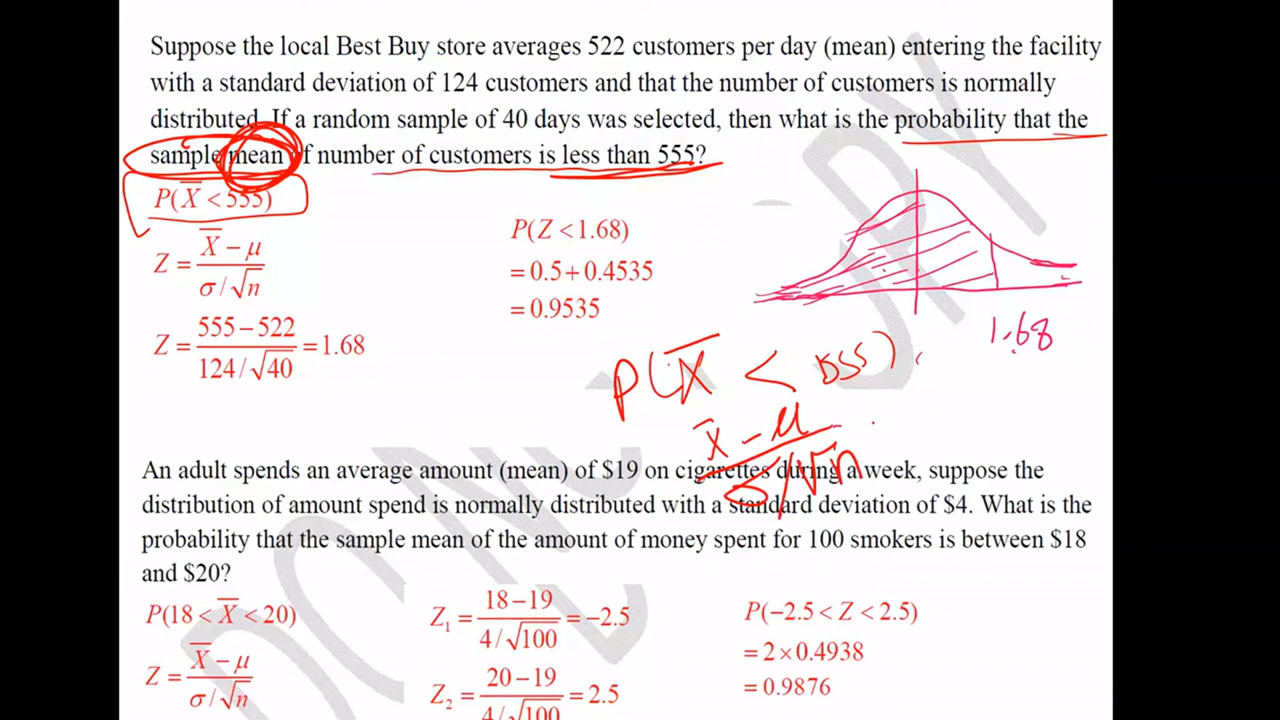 Suppose the local Best Buy store averages 522 customers per day (mean) entering the facility
with a standard deviation of 124 customers and that the number of customers is normally
distributed. If a random sample of 40 days was selected, then what is the probability that the
sample mean of number of customers is less than 555?
P(X̅ < 555)
Z = (X̅ − μ) / (σ/√n)
Z = (555 − 522) / (124/√40) = 1.68
P(Z < 1.68)
= 0.5 + 0.4535
= 0.9535
1.68
P(X̅ < 555)
(x̅ − μ) / (σ/√n)
An adult spends an average amount (mean) of $19 on cigarettes during a week, suppose the
distribution of amount spend is normally distributed with a standard deviation of $4. What is the
probability that the sample mean of the amount of money spent for 100 smokers is between $18
and $20?
P(18 < X̅ < 20)
Z = (X̅ − μ) / (σ/√n)
Z₁ = (18 − 19) / (4/√100) = −2.5
Z₂ = (20 − 19) / (4/√100) = 2.5
P(−2.5 < Z < 2.5)
= 2 × 0.4938
= 0.9876